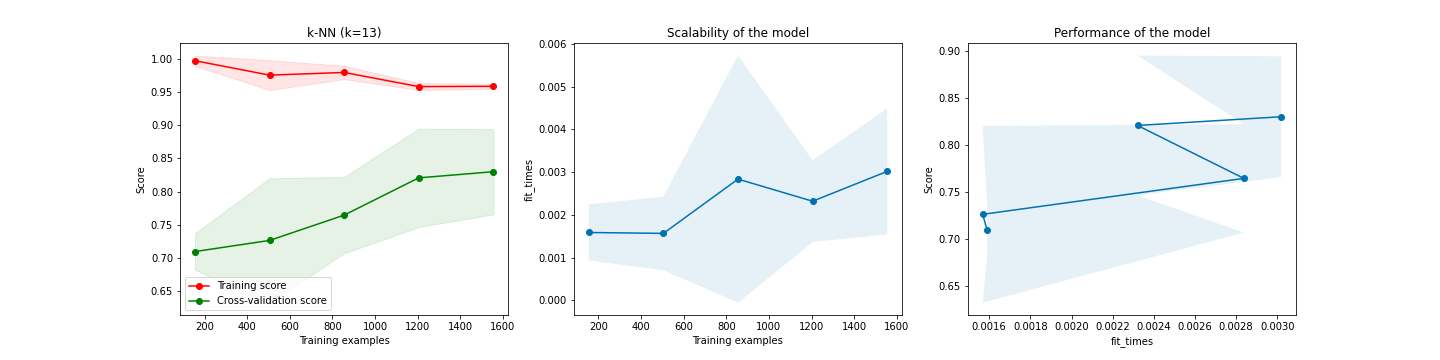 k-NN (k=13)
Score
1.00
0.95
0.90
0.85
0.80
0.75
0.70
0.65
Training score
Cross-validation score
200 400 600 800 1000 1200 1400 1600
Training examples
Scalability of the model
fit_times
0.006
0.005
0.004
0.003
0.002
0.001
0.000
200 400 600 800 1000 1200 1400 1600
Training examples
Performance of the model
Score
0.90
0.85
0.80
0.75
0.70
0.65
0.0016 0.0018 0.0020 0.0022 0.0024 0.0026 0.0028 0.0030
fit_times